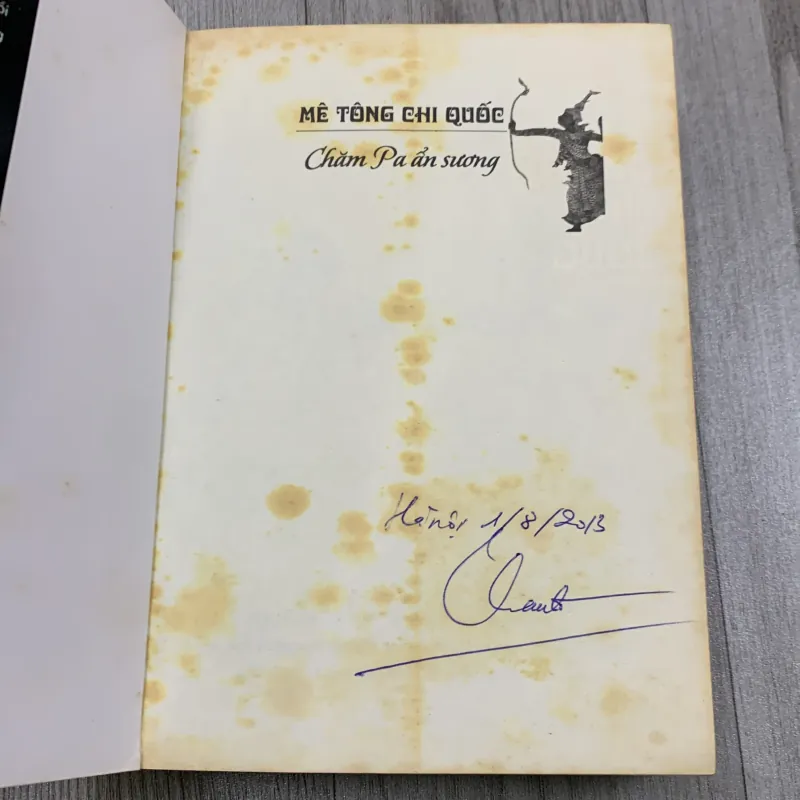 MÊ TÔNG CHI QUỐC
Chăm Pa ẩn sương
Hà nội 1/8/2013